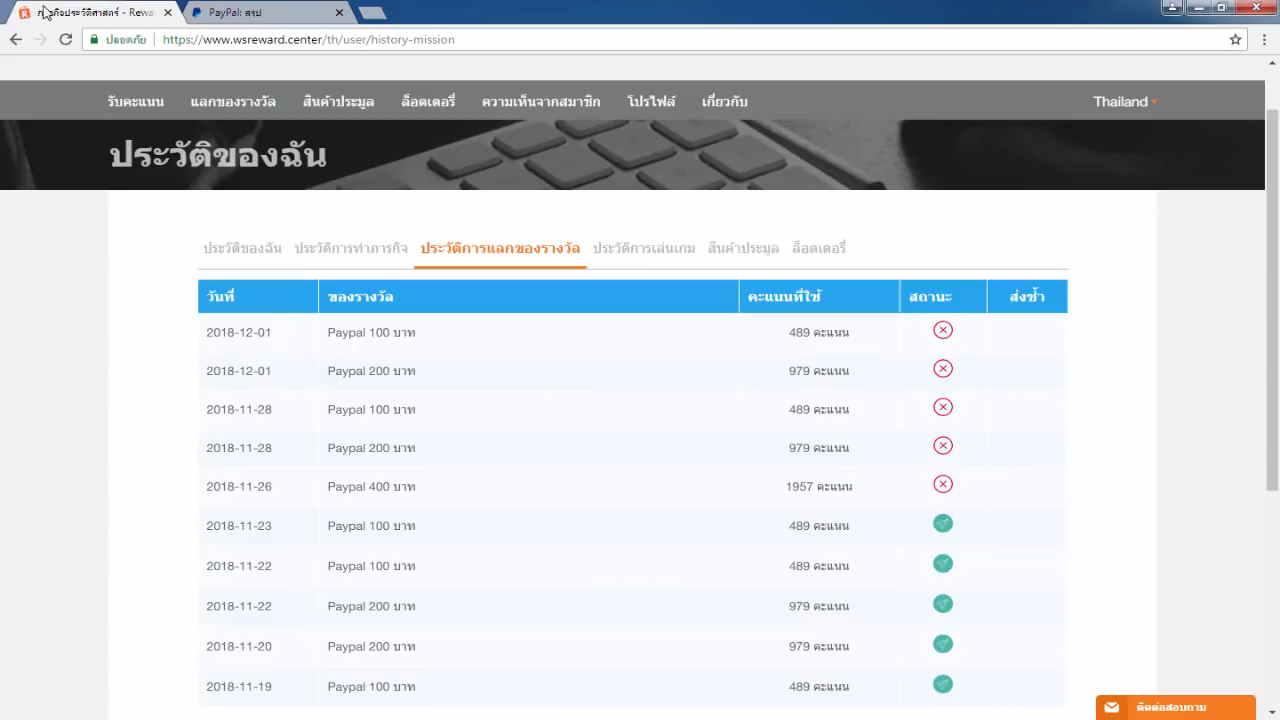 PayPal: สรุป
ปลอดภัย https://www.wsreward.center/th/user/history-mission
รับคะแนน แลกของรางวัล สินค้าประมูล ล็อตเตอรี่ ความเห็นจากสมาชิก โปรไฟล์ เกี่ยวกับ Thailand
ประวัติของฉัน
ประวัติของฉัน ประวัติการทำภารกิจ ประวัติการแลกของรางวัล ประวัติการเล่นเกม สินค้าประมูล ล็อตเตอรี่
วันที่ ของรางวัล คะแนนที่ใช้ สถานะ ส่งซ้ำ
2018-12-01 Paypal 100 บาท 489 คะแนน
2018-12-01 Paypal 200 บาท 979 คะแนน
2018-11-28 Paypal 100 บาท 489 คะแนน
2018-11-28 Paypal 200 บาท 979 คะแนน
2018-11-26 Paypal 400 บาท 1957 คะแนน
2018-11-23 Paypal 100 บาท 489 คะแนน
2018-11-22 Paypal 100 บาท 489 คะแนน
2018-11-22 Paypal 200 บาท 979 คะแนน
2018-11-20 Paypal 200 บาท 979 คะแนน
2018-11-19 Paypal 100 บาท 489 คะแนน
ติดต่อสอบถาม